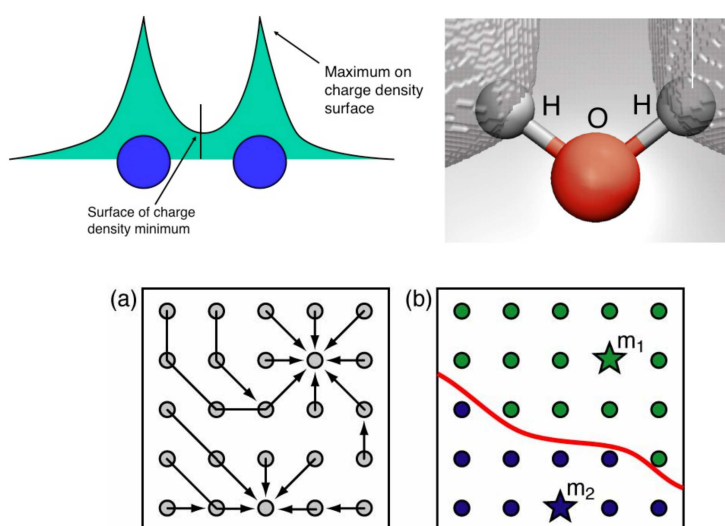 Maximum on
charge density
surface
Surface of charge
density minimum
H O H
(a)
(b)
m1
m2